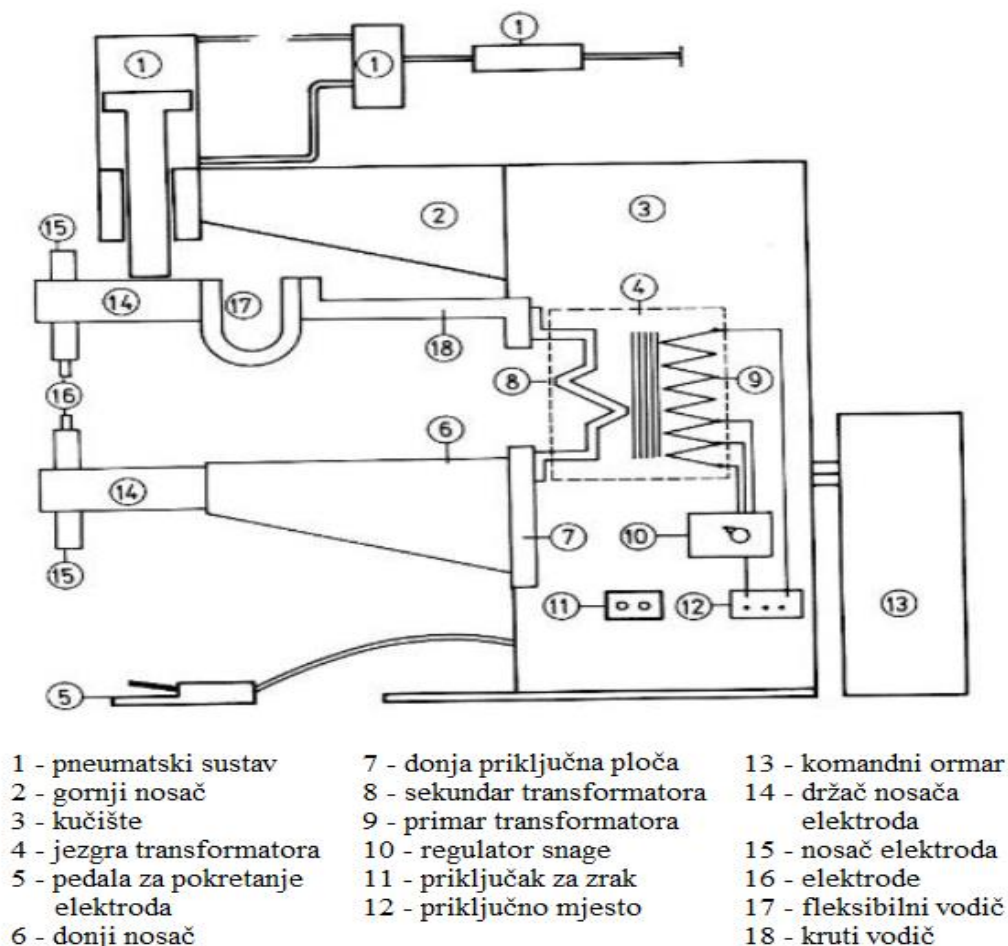 1
1
1
2
3
15
4
14
17
18
8
9
16
6
14
7
10
15
11
12
13
5
1 - pneumatski sustav
2 - gornji nosač
3 - kučište
4 - jezgra transformatora
5 - pedala za pokretanje
elektroda
6 - donji nosač
7 - donja priključna ploča
8 - sekundar transformatora
9 - primar transformatora
10 - regulator snage
11 - priključak za zrak
12 - priključno mjesto
13 - komandni ormar
14 - držač nosača
elektroda
15 - nosač elektroda
16 - elektrode
17 - fleksibilni vodič
18 - kruti vodič